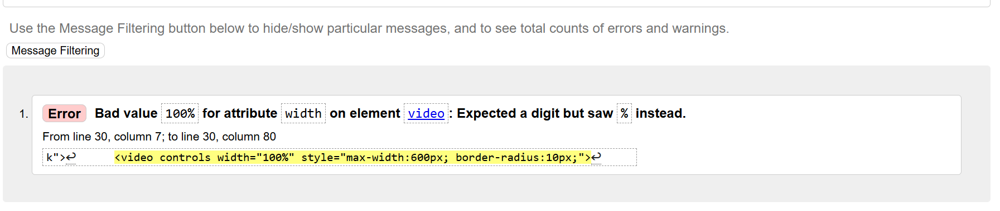 Use the Message Filtering button below to hide/show particular messages, and to see total counts of errors and warnings.
Message Filtering
1. Error Bad value 100% for attribute width on element video: Expected a digit but saw % instead.
From line 30, column 7; to line 30, column 80
k">↩ <video controls width="100%" style="max-width:600px; border-radius:10px;">↩